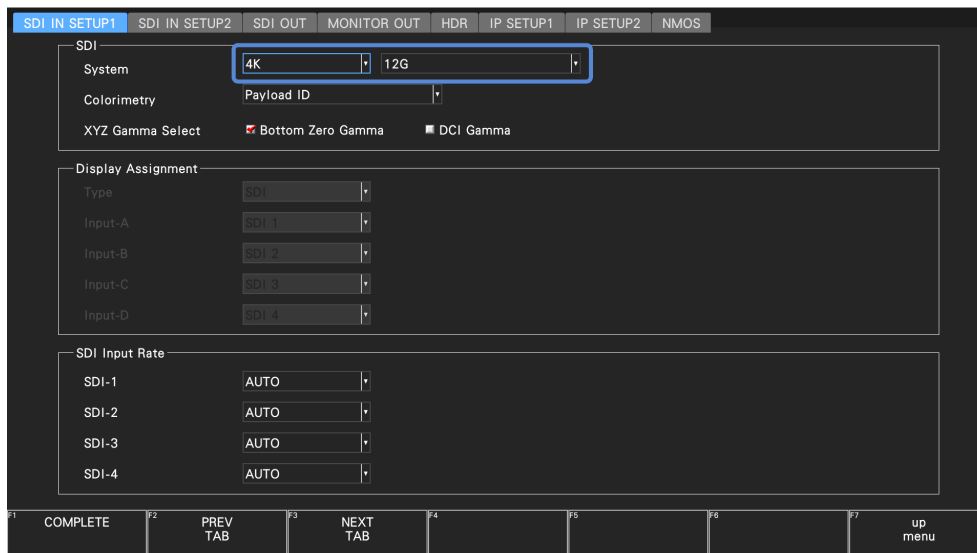 SDI IN SETUP1 SDI IN SETUP2 SDI OUT MONITOR OUT HDR IP SETUP1 IP SETUP2 NMOS
SDI
System 4K 12G
Colorimetry Payload ID
XYZ Gamma Select Bottom Zero Gamma DCI Gamma
Display Assignment
Type SDI
Input-A SDI 1
Input-B SDI 2
Input-C SDI 3
Input-D SDI 4
SDI Input Rate
SDI-1 AUTO
SDI-2 AUTO
SDI-3 AUTO
SDI-4 AUTO
F1 COMPLETE F2 PREV TAB F3 NEXT TAB F4 F5 F6 F7 up menu